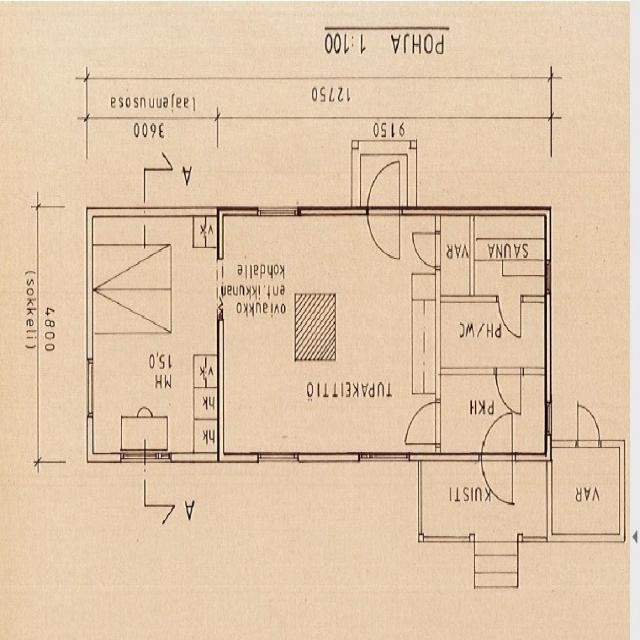 POHJA 1:100
12750
laajennusosa
3600
9150
A
4800
(sokkeli)
vk
VAR
SAUNA
oviaukko
ent. ikkunan
kohdalle
PH/WC
MH
15,0
vk
hk
hk
TUPAKEITTIÖ
PKH
KUISTI
VAR
A